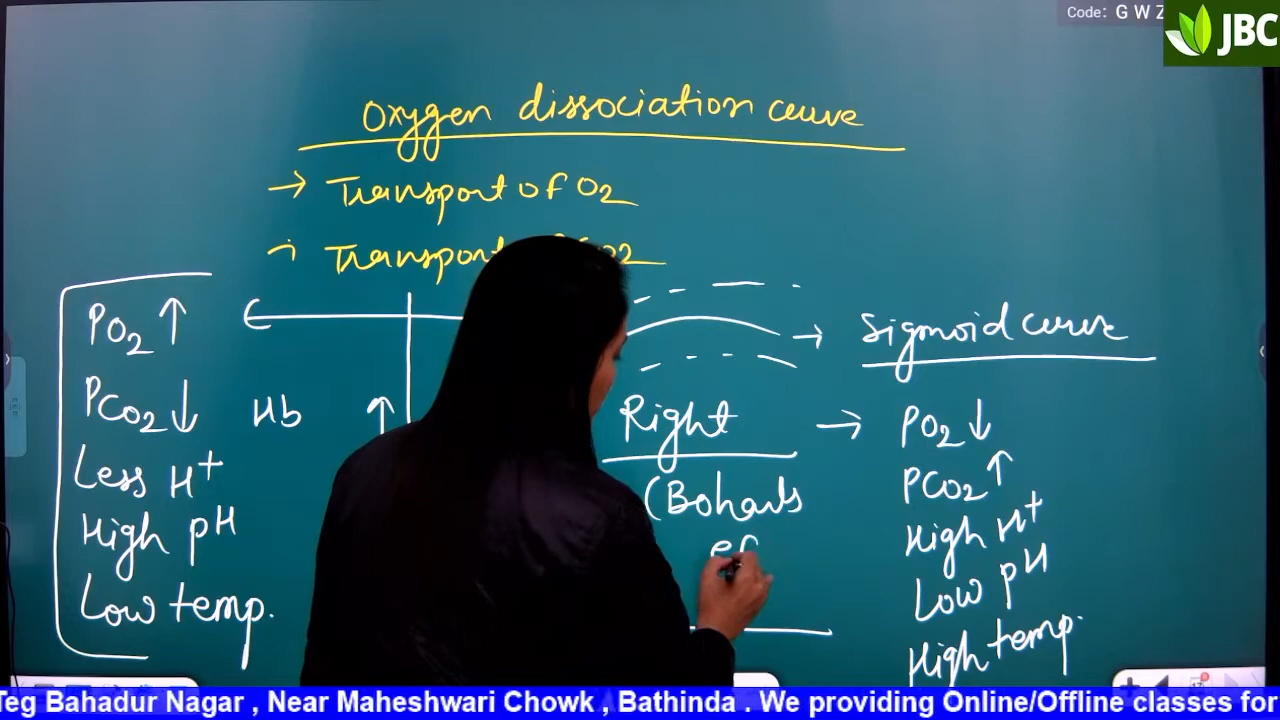 Code: G W Z
JBC
Oxygen dissociation curve
→ Transport of O2
Transport
PO2 ↑
PCO2 ↓
Less H+
High pH
Low temp.
Hb ↑
→ Sigmoid curve
Right →
(Bohar's
ef
PO2 ↓
PCO2 ↑
High H+
Low pH
High temp.
Teg Bahadur Nagar , Near Maheshwari Chowk , Bathinda . We providing Online/Offline classes for